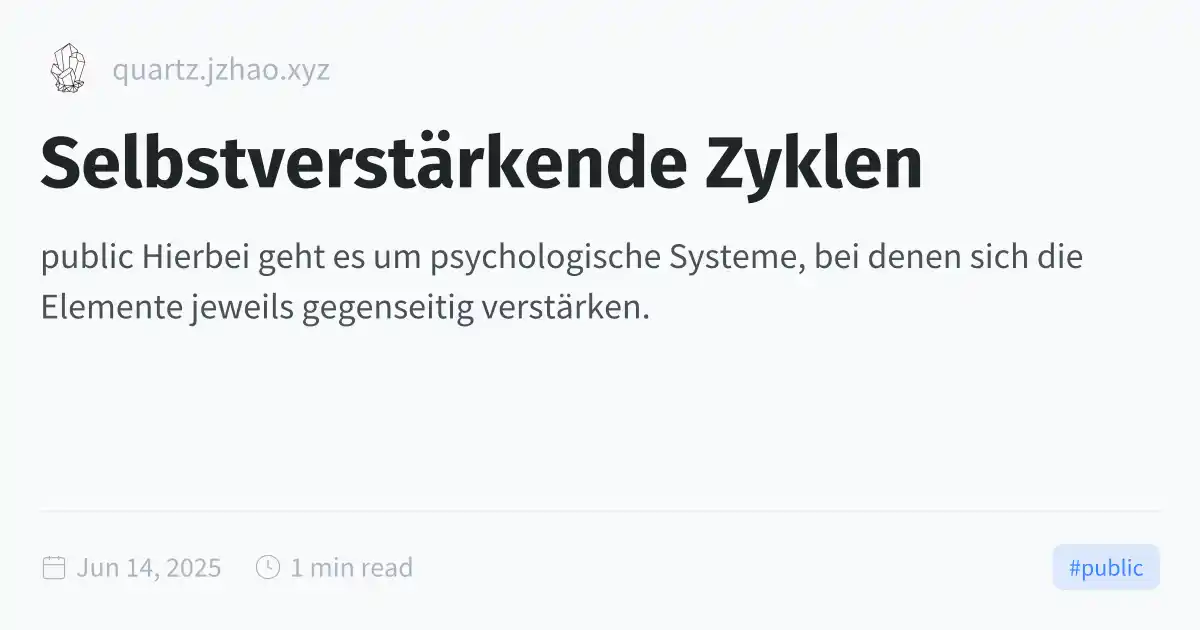 quartz.jzhao.xyz
Selbstverstärkende Zyklen
public Hierbei geht es um psychologische Systeme, bei denen sich die
Elemente jeweils gegenseitig verstärken.
Jun 14, 2025 1 min read #public